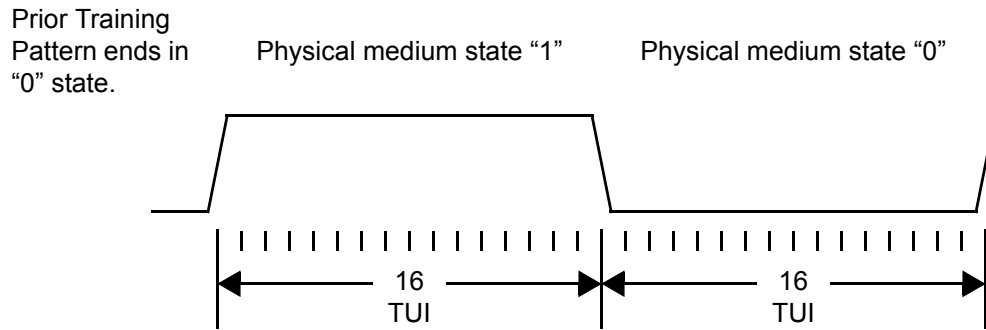 Prior Training
Pattern ends in
“0” state.
Physical medium state “1”
Physical medium state “0”
16
TUI
16
TUI